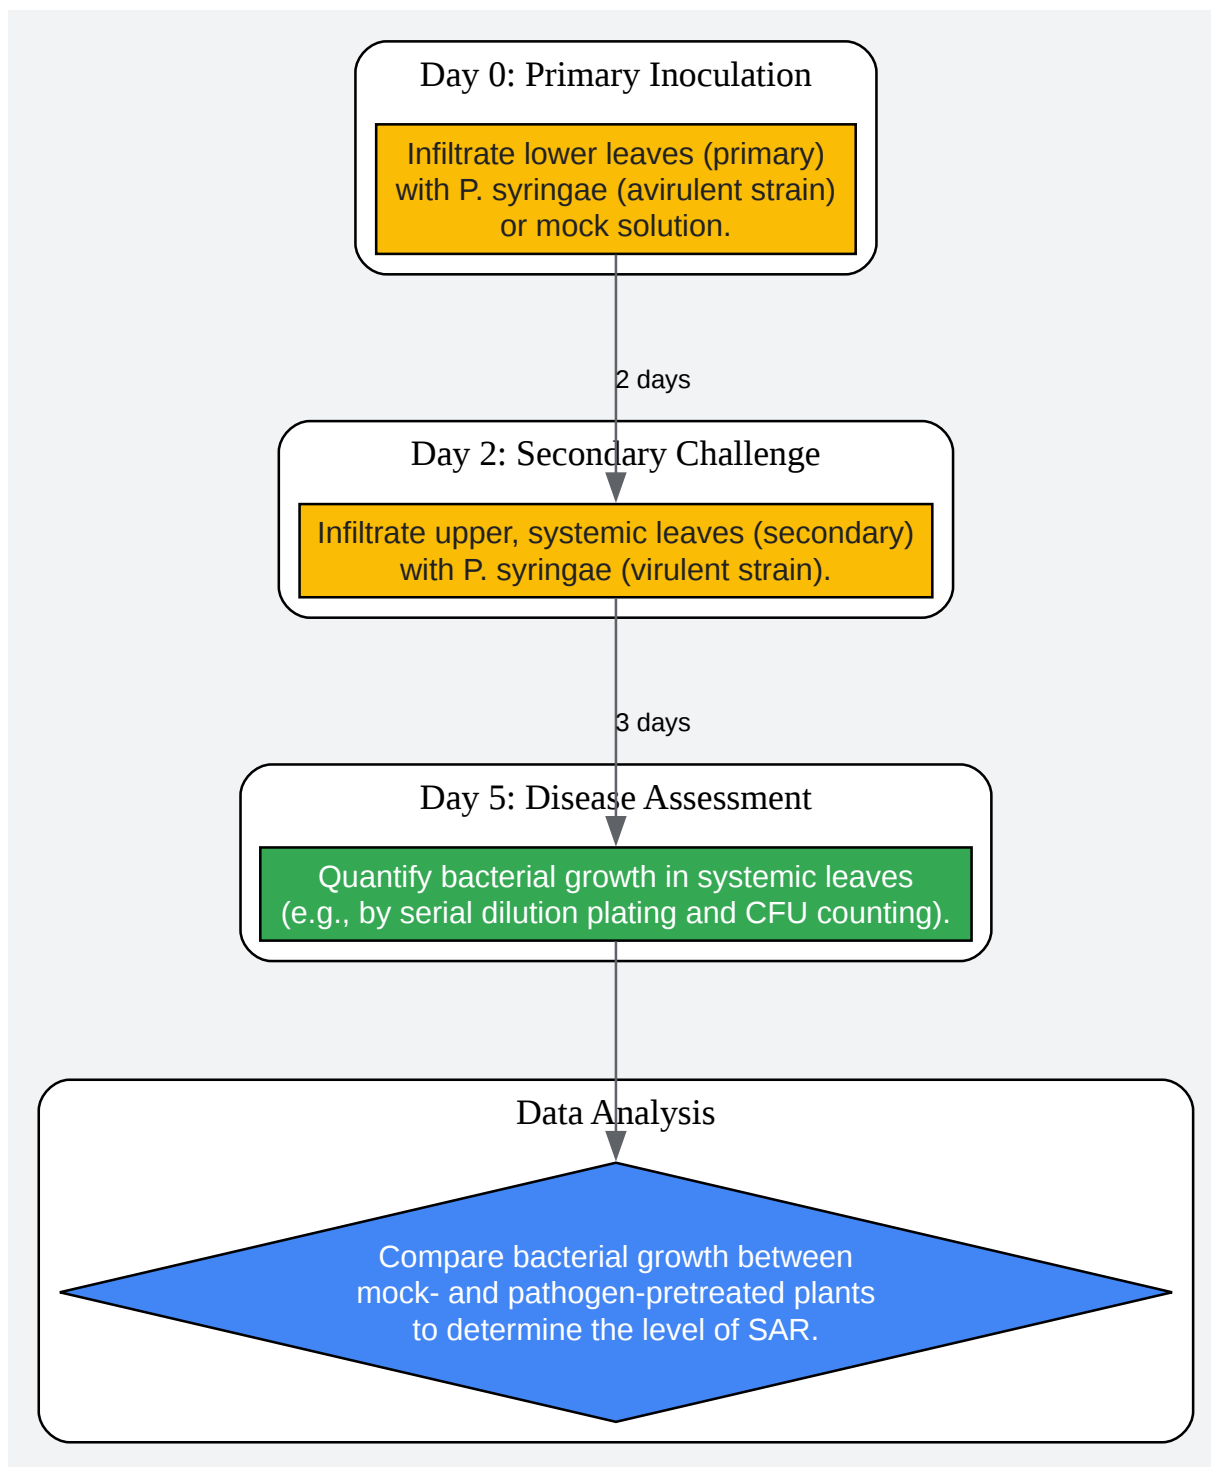 Day 0: Primary Inoculation
Infiltrate lower leaves (primary)
with P. syringae (avirulent strain)
or mock solution.
2 days
Day 2: Secondary Challenge
Infiltrate upper, systemic leaves (secondary)
with P. syringae (virulent strain).
3 days
Day 5: Disease Assessment
Quantify bacterial growth in systemic leaves
(e.g., by serial dilution plating and CFU counting).
Data Analysis
Compare bacterial growth between
mock- and pathogen-pretreated plants
to determine the level of SAR.